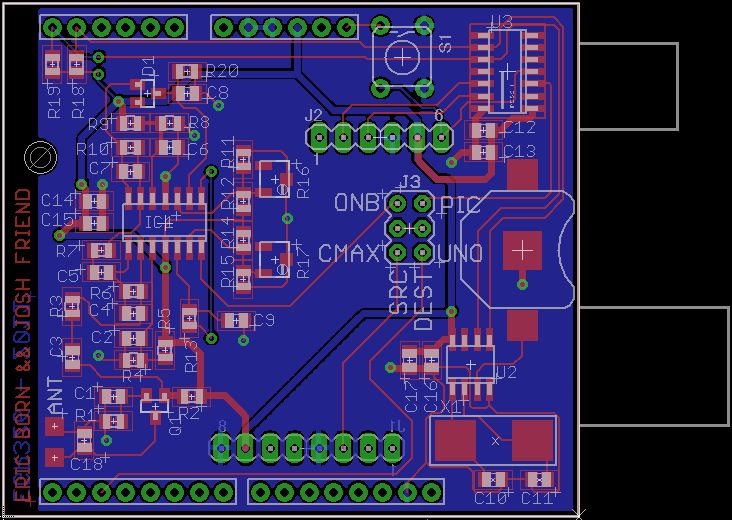 U3
S1
D1
R20
R19
R18
C8
J2
6
R9
R8
C12
1
R10
C6
C13
R11
C7
R16
J3
ONB
PIC
C14
R12
IC4
C15
R14
R7
CMAX
UNO
R15
R17
C5
SRC
DEST
R6
R3
C4
R5
C9
C2
R13
C3
R4
U2
C17
C16
ANT
C1
R2
X1
R1
Q1
8
J1
C18
C10
C11
ERIC BORN && JOSH FRIEND